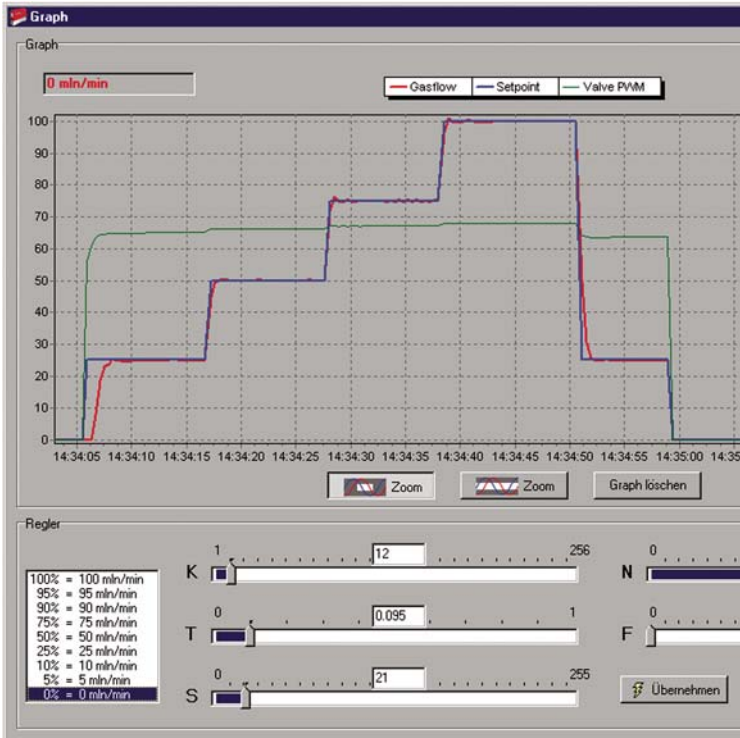 Graph
Graph
0 mln/min
Gasflow Setpoint Valve PWM
100
90
80
70
60
50
40
30
20
10
0
14:34:05 14:34:10 14:34:15 14:34:20 14:34:25 14:34:30 14:34:35 14:34:40 14:34:45 14:34:50 14:34:55 14:35:00 14:35
Zoom Zoom Graph löschen
Regler
100% = 100 mln/min
95% = 95 mln/min
90% = 90 mln/min
75% = 75 mln/min
50% = 50 mln/min
25% = 25 mln/min
10% = 10 mln/min
5% = 5 mln/min
0% = 0 mln/min
K 1 12 256
T 0 0.095 1
S 0 21 255
N 0
F 0
Übernehmen